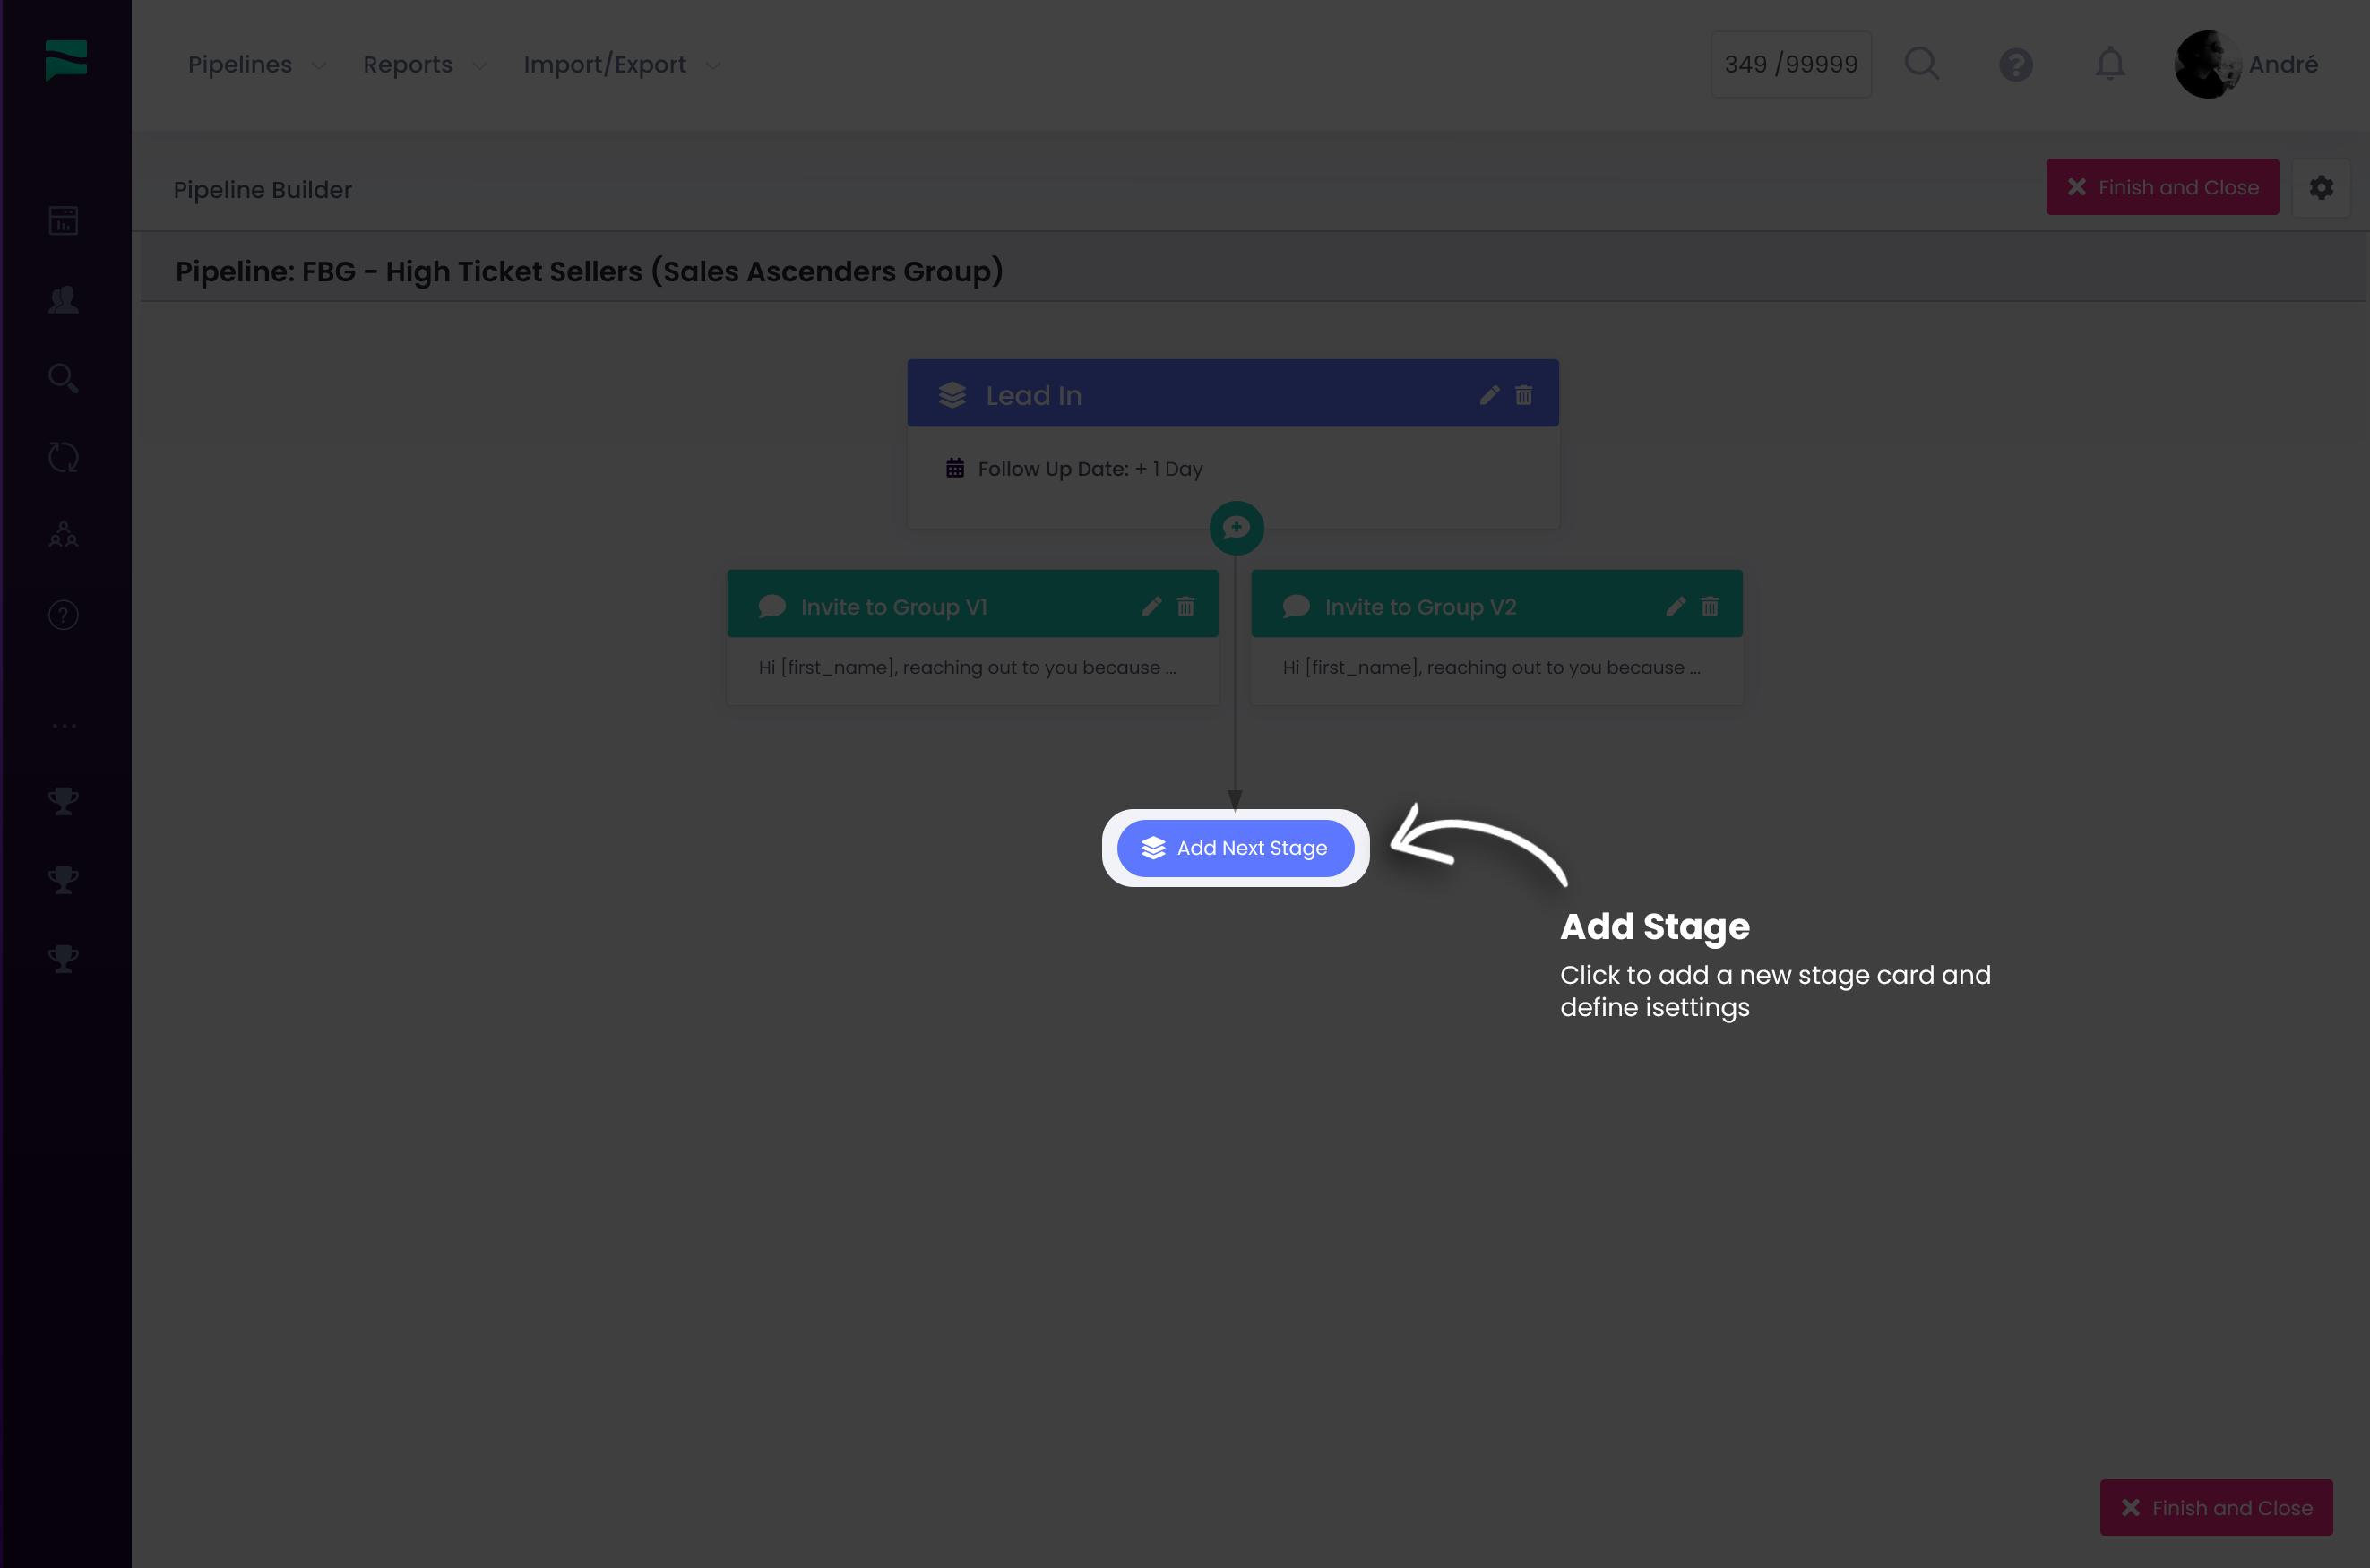 Pipelines
Reports
Import/Export
349 /99999
André
Pipeline Builder
Finish and Close
Pipeline: FBG - High Ticket Sellers (Sales Ascenders Group)
Lead In
Follow Up Date: + 1 Day
Invite to Group V1
Invite to Group V2
Hi [first_name], reaching out to you because ...
Hi [first_name], reaching out to you because ...
Add Next Stage
Add Stage
Click to add a new stage card and
define isettings
Finish and Close